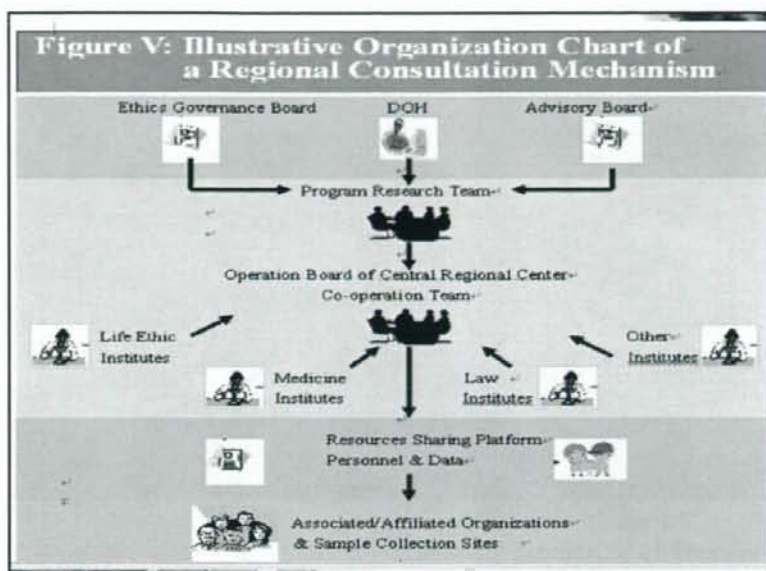 Figure V: Illustrative Organization Chart of
a Regional Consultation Mechanism
Ethics Governance Board
DOH
Advisory Board
Program Research Team
Operation Board of Central Regional Center
Co-operation Team
Life Ethic
Institutes
Other
Institutes
Medicine
Institutes
Law
Institutes
Resources Sharing Platform
Personnel & Data
Associated/Affiliated Organizations
& Sample Collection Sites